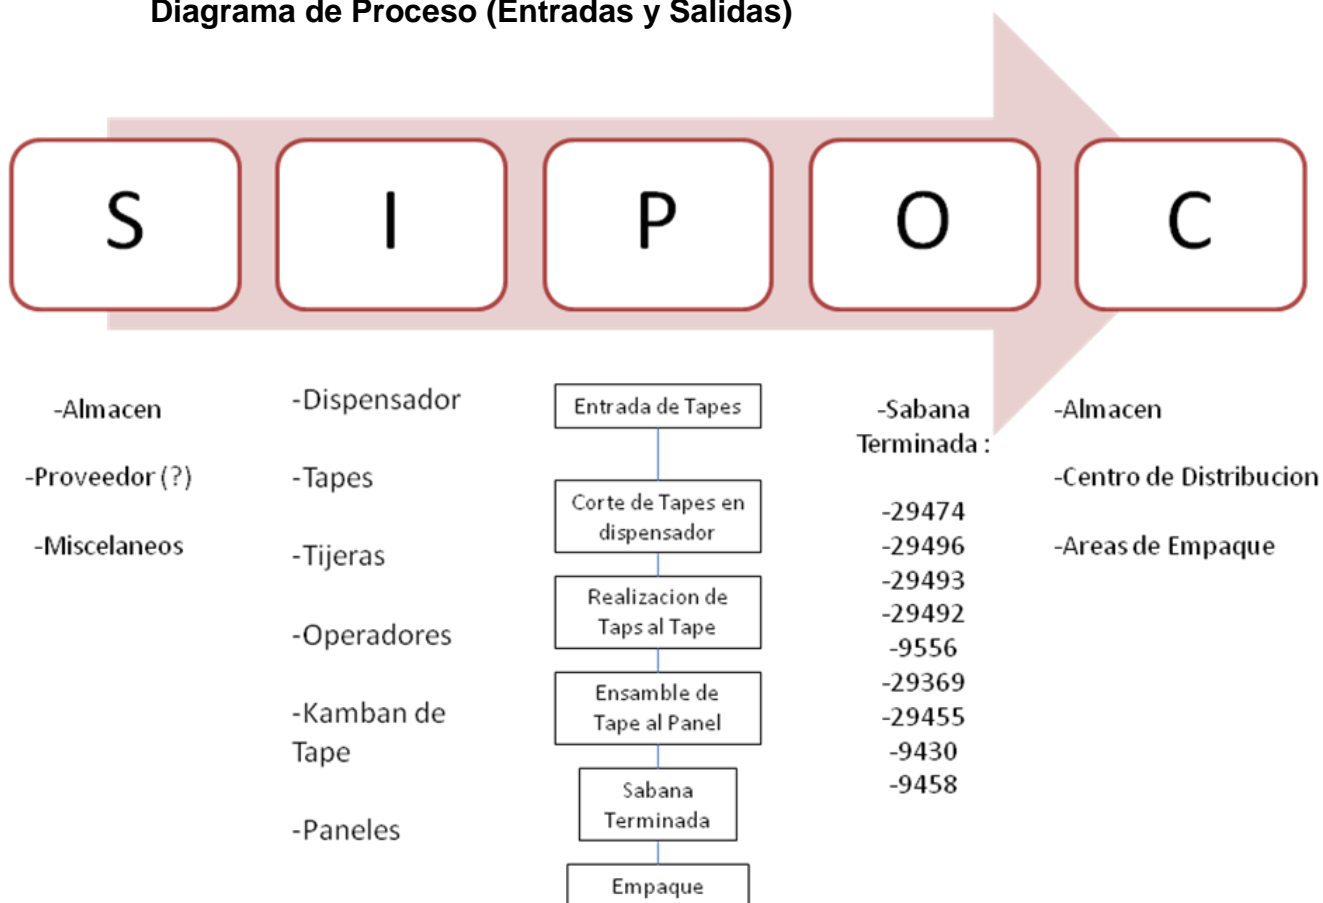 Diagrama de Proceso (Entradas y Salidas)
S
I
P
O
C
-Almacen
-Proveedor (?)
-Miscelaneos
-Dispensador
-Tapes
-Tijeras
-Operadores
-Kamban de
Tape
-Paneles
Entrada de Tapes
Corte de Tapes en
dispensador
Realizacion de
Taps al Tape
Ensamble de
Tape al Panel
Sabana
Terminada
Empaque
-Sabana
Terminada :
-29474
-29496
-29493
-29492
-9556
-29369
-29455
-9430
-9458
-Almacen
-Centro de Distribucion
-Areas de Empaque